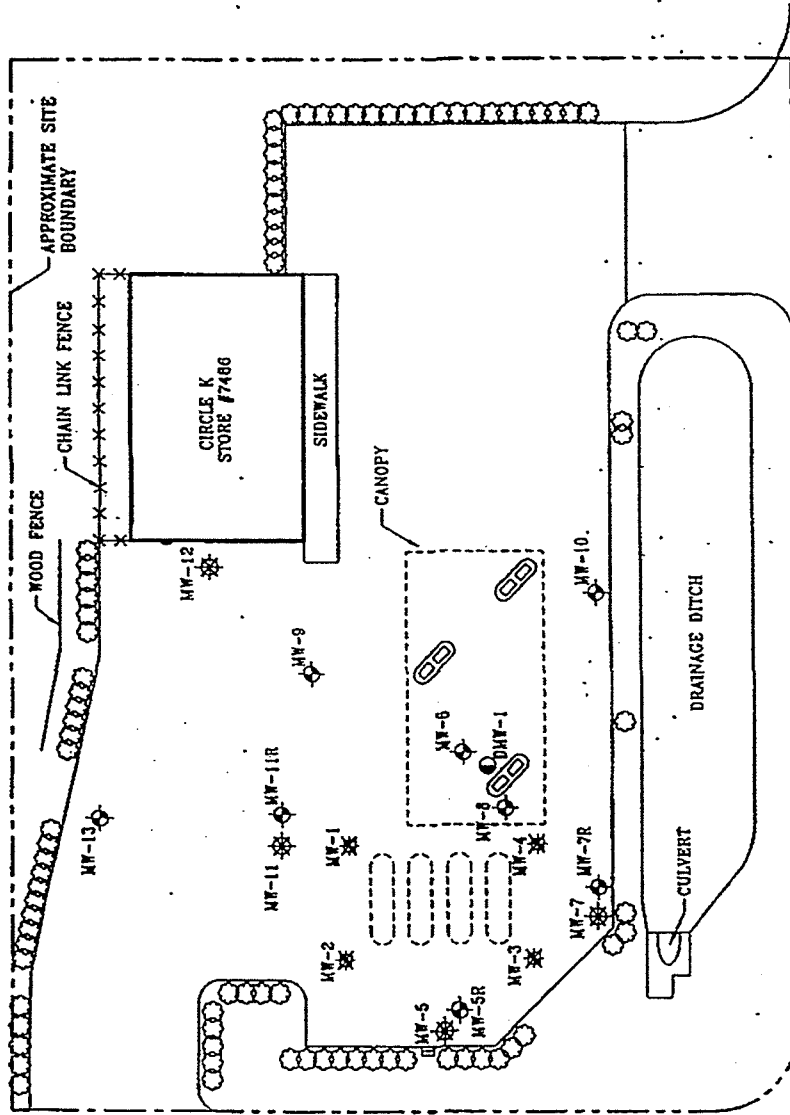 APPROXIMATE SITE
BOUNDARY
CHAIN LINK FENCE
WOOD FENCE
CIRCLE K
STORE #7486
SIDEWALK
CANOPY
MW-12
MW-9
MW-13
MW-11R
MW-11
MW-1
MW-2
MW-6
DMW-1
MW-8
MW-4
MW-3
MW-5
MW-5R
MW-10
MW-7R
MW-7
DRAINAGE DITCH
CULVERT